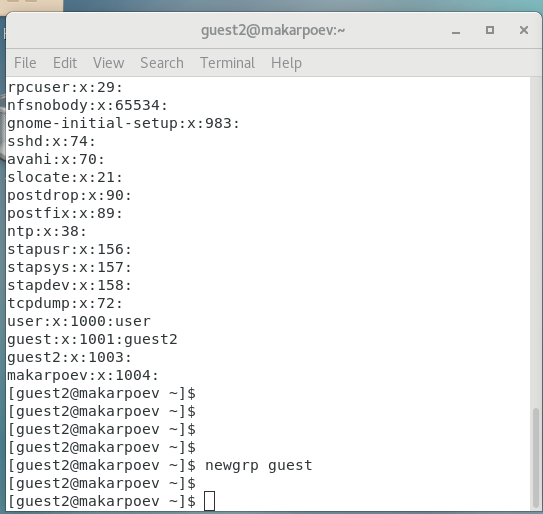 guest2@makarpoev:~
File Edit View Search Terminal Help
rpcuser:x:29:
nfsnobody:x:65534:
gnome-initial-setup:x:983:
sshd:x:74:
avahi:x:70:
slocate:x:21:
postdrop:x:90:
postfix:x:89:
ntp:x:38:
stapusr:x:156:
stapsys:x:157:
stapdev:x:158:
tcpdump:x:72:
user:x:1000:user
guest:x:1001:guest2
guest2:x:1003:
makarpoev:x:1004:
[guest2@makarpoev ~]$
[guest2@makarpoev ~]$
[guest2@makarpoev ~]$
[guest2@makarpoev ~]$
[guest2@makarpoev ~]$ newgrp guest
[guest2@makarpoev ~]$
[guest2@makarpoev ~]$